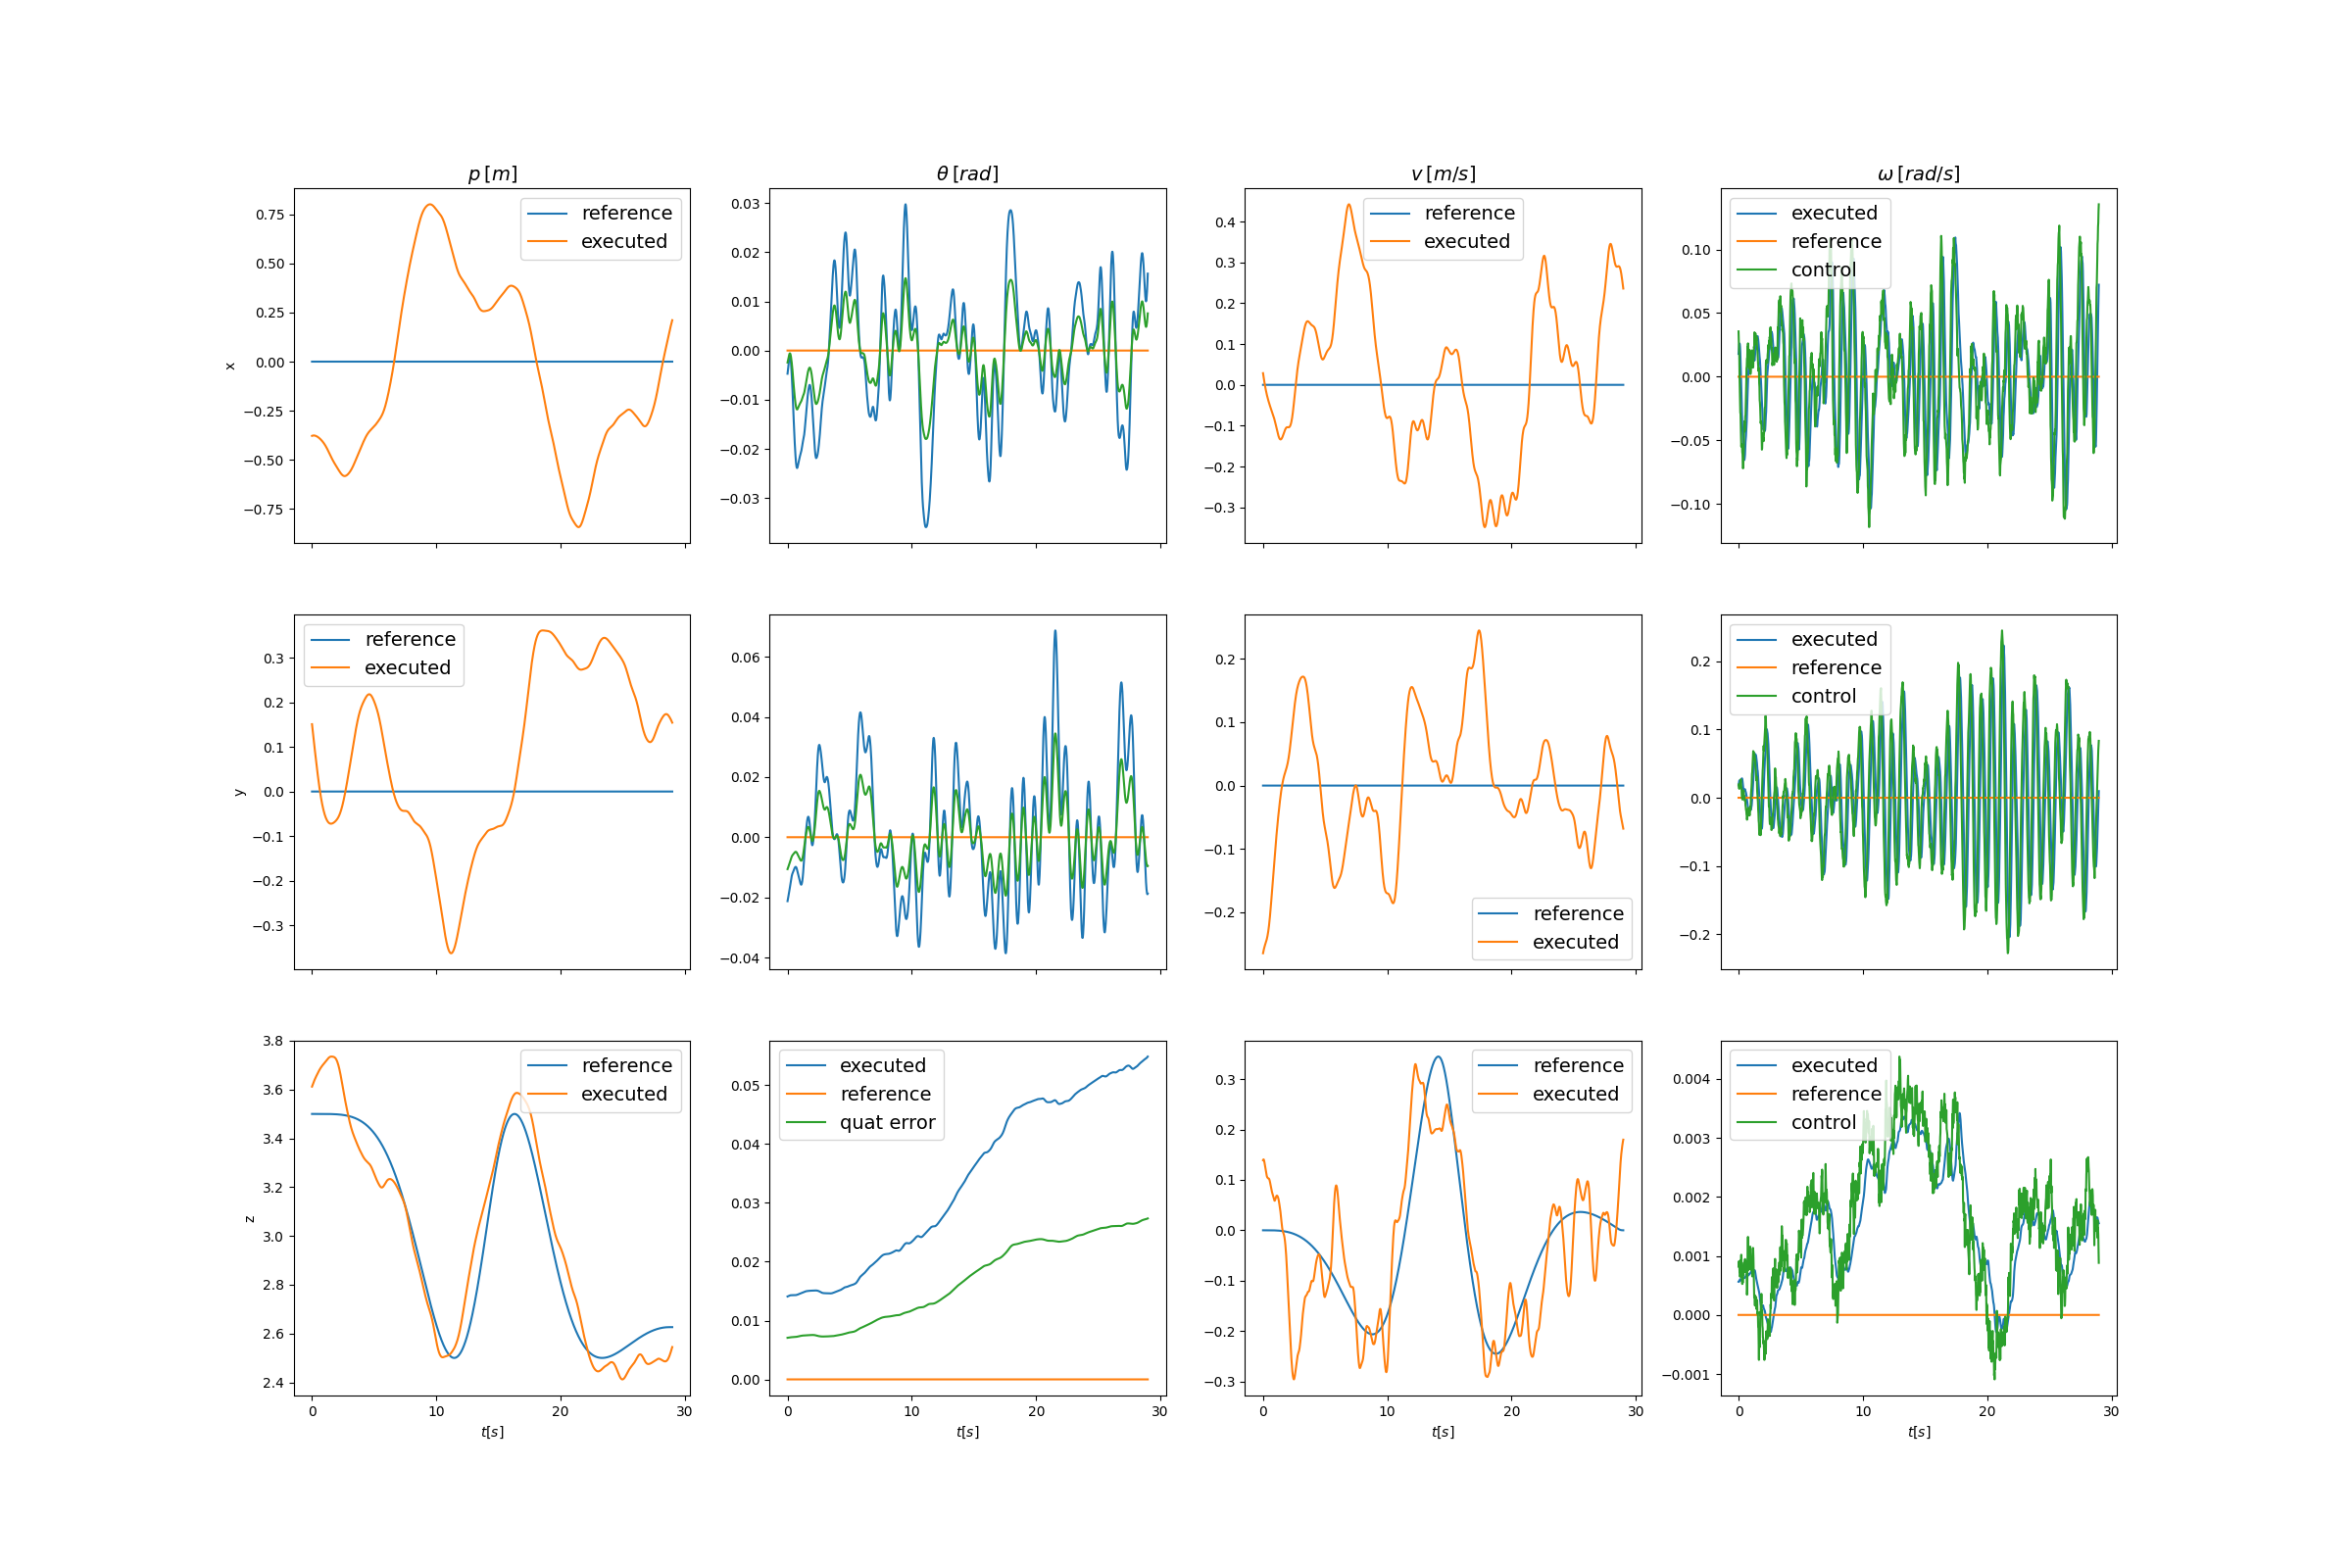 p [m]
θ [rad]
v [m/s]
ω [rad/s]
x
0.75
0.50
0.25
0.00
−0.25
−0.50
−0.75
reference
executed
0.03
0.02
0.01
0.00
−0.01
−0.02
−0.03
0.4
0.3
0.2
0.1
0.0
−0.1
−0.2
−0.3
reference
executed
0.10
0.05
0.00
−0.05
−0.10
executed
reference
control
y
0.3
0.2
0.1
0.0
−0.1
−0.2
−0.3
reference
executed
0.06
0.04
0.02
0.00
−0.02
−0.04
0.2
0.1
0.0
−0.1
−0.2
reference
executed
0.2
0.1
0.0
−0.1
−0.2
executed
reference
control
z
3.8
3.6
3.4
3.2
3.0
2.8
2.6
2.4
reference
executed
0 10 20 30
t[s]
0.05
0.04
0.03
0.02
0.01
0.00
executed
reference
quat error
0 10 20 30
t[s]
0.3
0.2
0.1
0.0
−0.1
−0.2
−0.3
reference
executed
0 10 20 30
t[s]
0.004
0.003
0.002
0.001
0.000
−0.001
executed
reference
control
0 10 20 30
t[s]